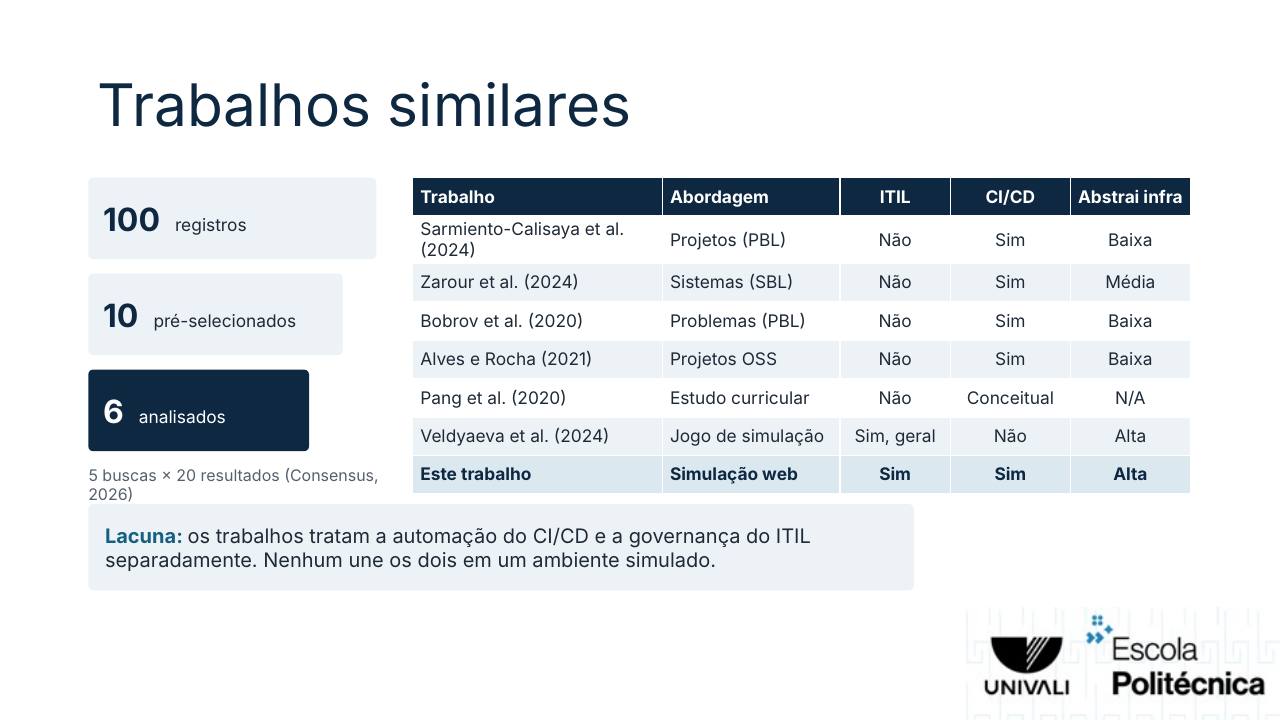 Trabalhos similares
100 registros
10 pré-selecionados
6 analisados
5 buscas × 20 resultados (Consensus,
2026)
Trabalho Abordagem ITIL CI/CD Abstrai infra
Sarmiento-Calisaya et al.
(2024) Projetos (PBL) Não Sim Baixa
Zarour et al. (2024) Sistemas (SBL) Não Sim Média
Bobrov et al. (2020) Problemas (PBL) Não Sim Baixa
Alves e Rocha (2021) Projetos OSS Não Sim Baixa
Pang et al. (2020) Estudo curricular Não Conceitual N/A
Veldyaeva et al. (2024) Jogo de simulação Sim, geral Não Alta
Este trabalho Simulação web Sim Sim Alta
Lacuna: os trabalhos tratam a automação do CI/CD e a governança do ITIL
separadamente. Nenhum une os dois em um ambiente simulado.
UNIVALI
Escola
Politécnica